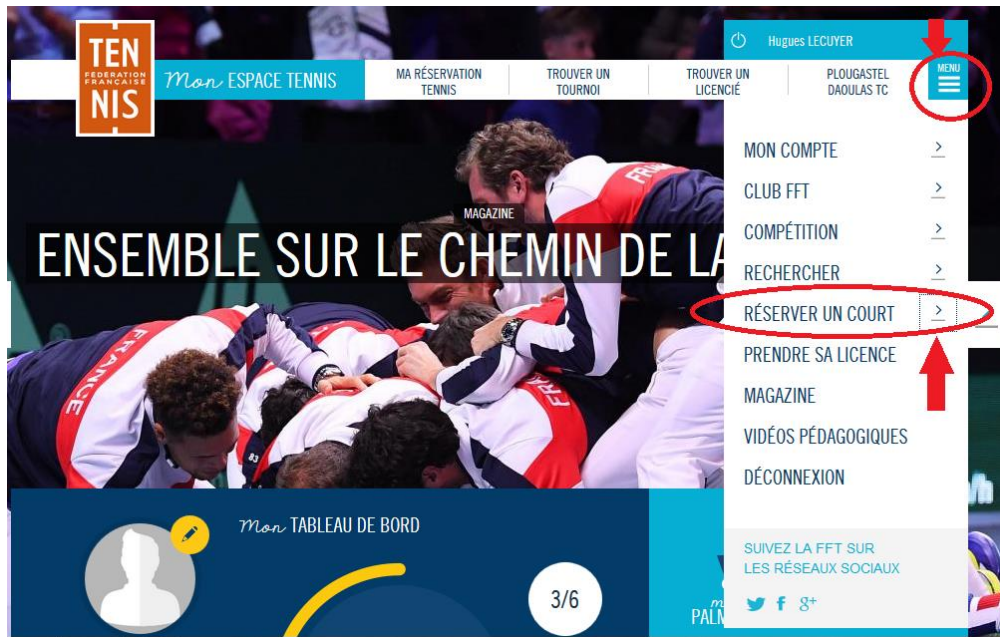 Hugues LECUYER
TEN
FÉDÉRATION
FRANÇAISE
NIS
Mon ESPACE TENNIS
MA RÉSERVATION
TENNIS
TROUVER UN
TOURNOI
TROUVER UN
LICENCIÉ
PLOUGASTEL
DAOULAS TC
MENU
MON COMPTE
CLUB FFT
COMPÉTITION
RECHERCHER
RÉSERVER UN COURT
PRENDRE SA LICENCE
MAGAZINE
VIDÉOS PÉDAGOGIQUES
DÉCONNEXION
SUIVEZ LA FFT SUR
LES RÉSEAUX SOCIAUX
f g+
MAGAZINE
ENSEMBLE SUR LE CHEMIN DE LA
FRANCE
83
FRA
Mon TABLEAU DE BORD
3/6
PALM